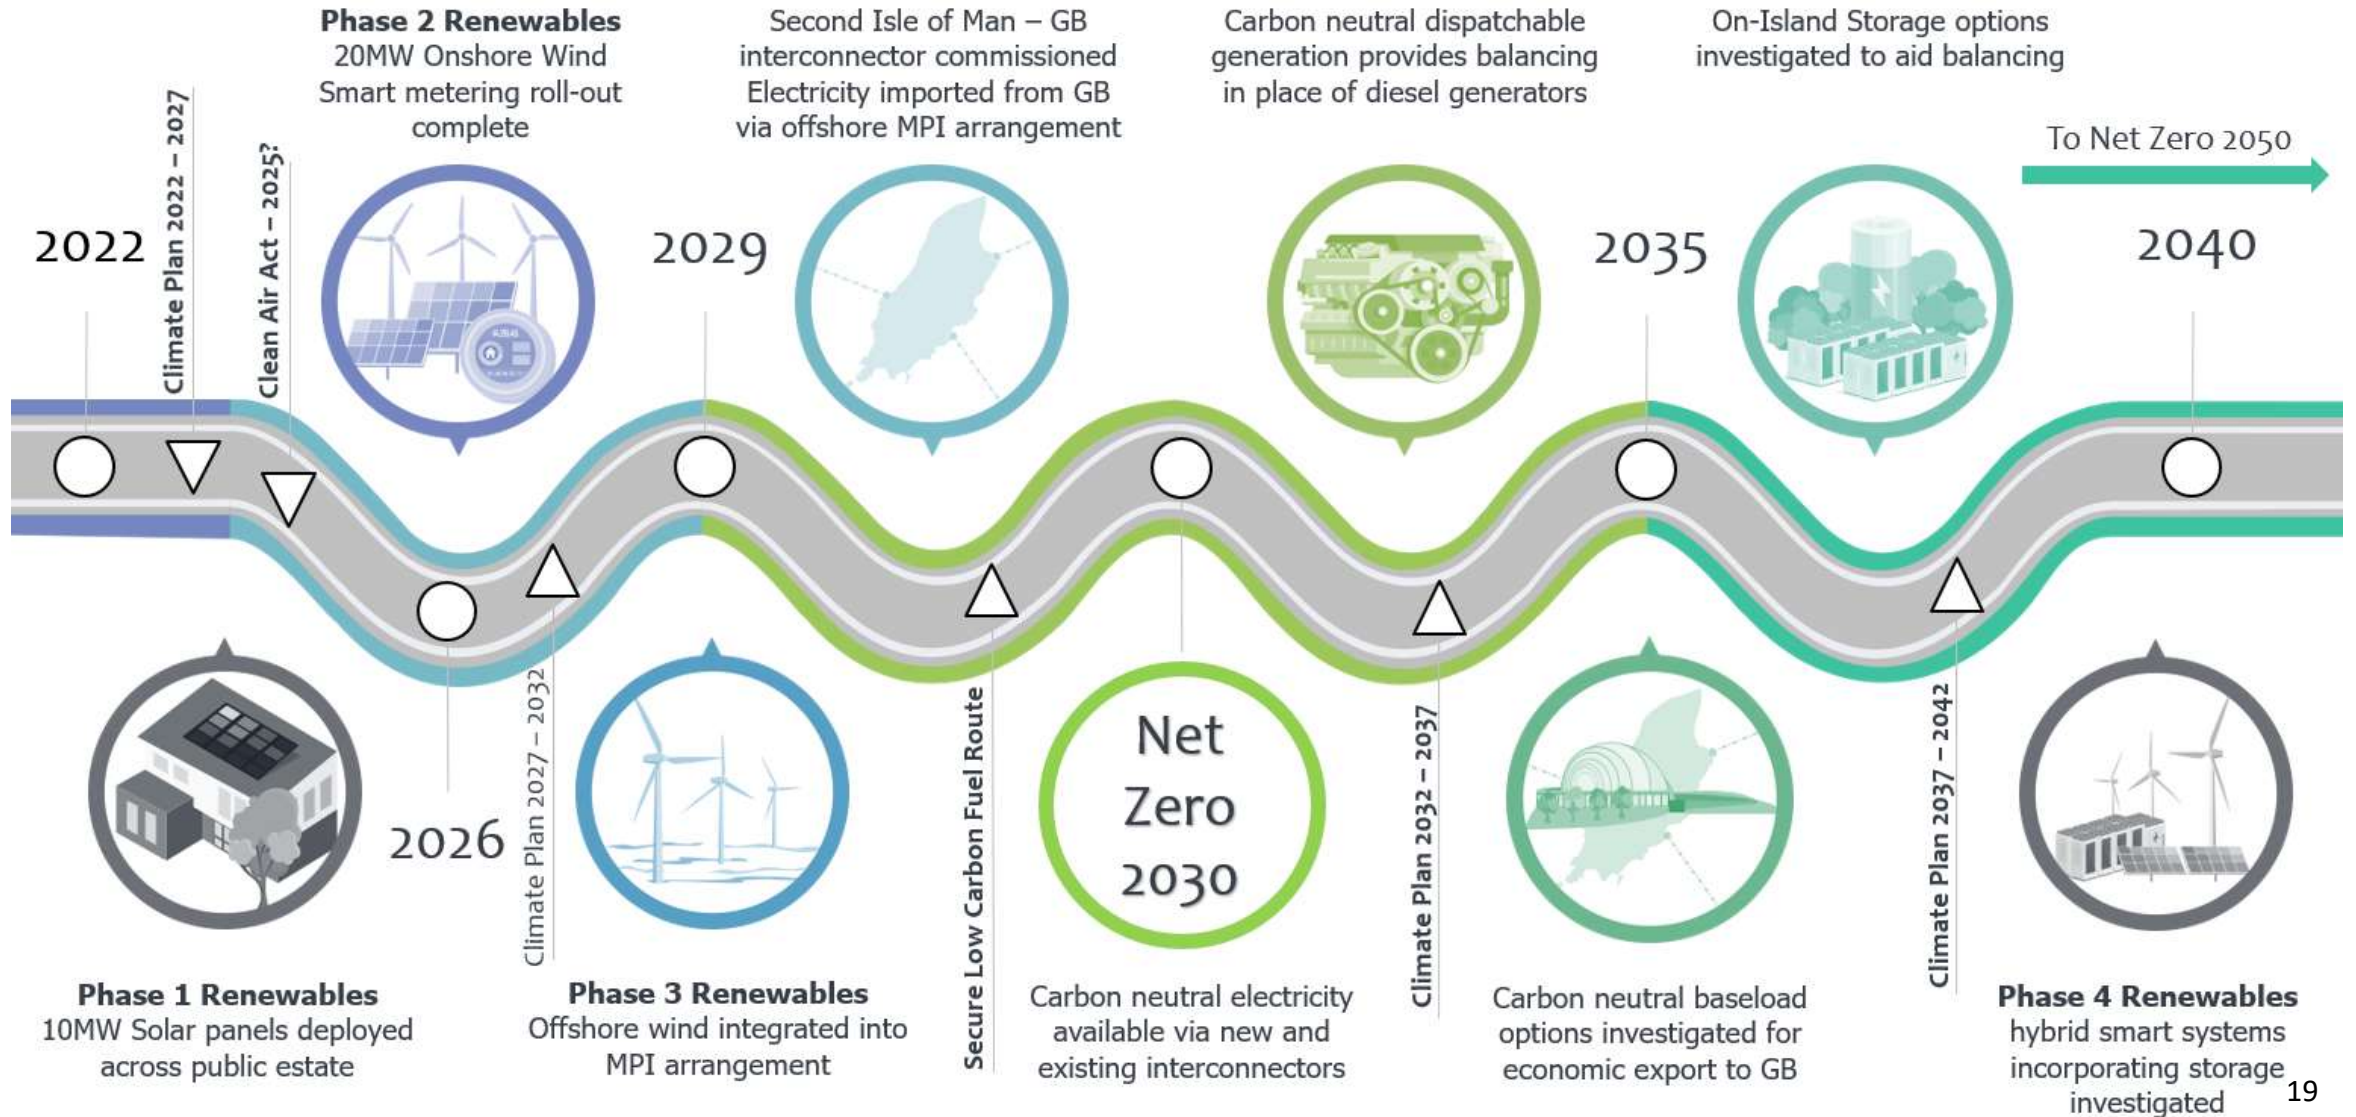 Phase 2 Renewables
20MW Onshore Wind
Smart metering roll-out
complete
Second Isle of Man – GB
interconnector commissioned
Electricity imported from GB
via offshore MPI arrangement
Carbon neutral dispatchable
generation provides balancing
in place of diesel generators
On-Island Storage options
investigated to aid balancing
To Net Zero 2050
2022
Climate Plan 2022 – 2027
Clean Air Act – 2025?
2029
2035
2040
2026
Climate Plan 2027 – 2032
Secure Low Carbon Fuel Route
Net
Zero
2030
Climate Plan 2032 – 2037
Climate Plan 2037 – 2042
Phase 1 Renewables
10MW Solar panels deployed
across public estate
Phase 3 Renewables
Offshore wind integrated into
MPI arrangement
Carbon neutral electricity
available via new and
existing interconnectors
Carbon neutral baseload
options investigated for
economic export to GB
Phase 4 Renewables
hybrid smart systems
incorporating storage
investigated
19